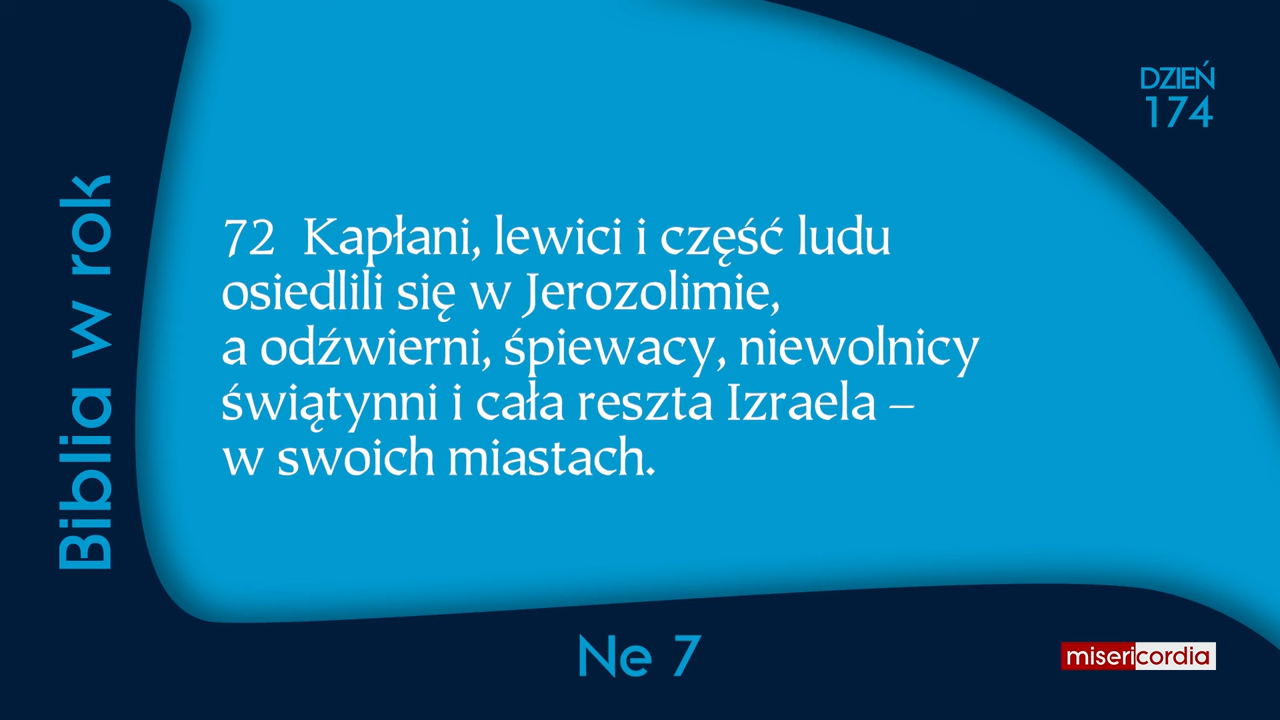 DZIEŃ
174
Biblia w rok
72 Kapłani, lewici i część ludu
osiedlili się w Jerozolimie,
a odźwierni, śpiewacy, niewolnicy
świątynni i cała reszta Izraela –
w swoich miastach.
Ne 7
misericordia